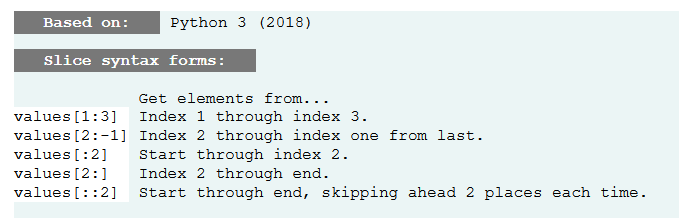 Based on: Python 3 (2018)
Slice syntax forms:
Get elements from...
values[1:3] Index 1 through index 3.
values[2:-1] Index 2 through index one from last.
values[:2] Start through index 2.
values[2:] Index 2 through end.
values[::2] Start through end, skipping ahead 2 places each time.